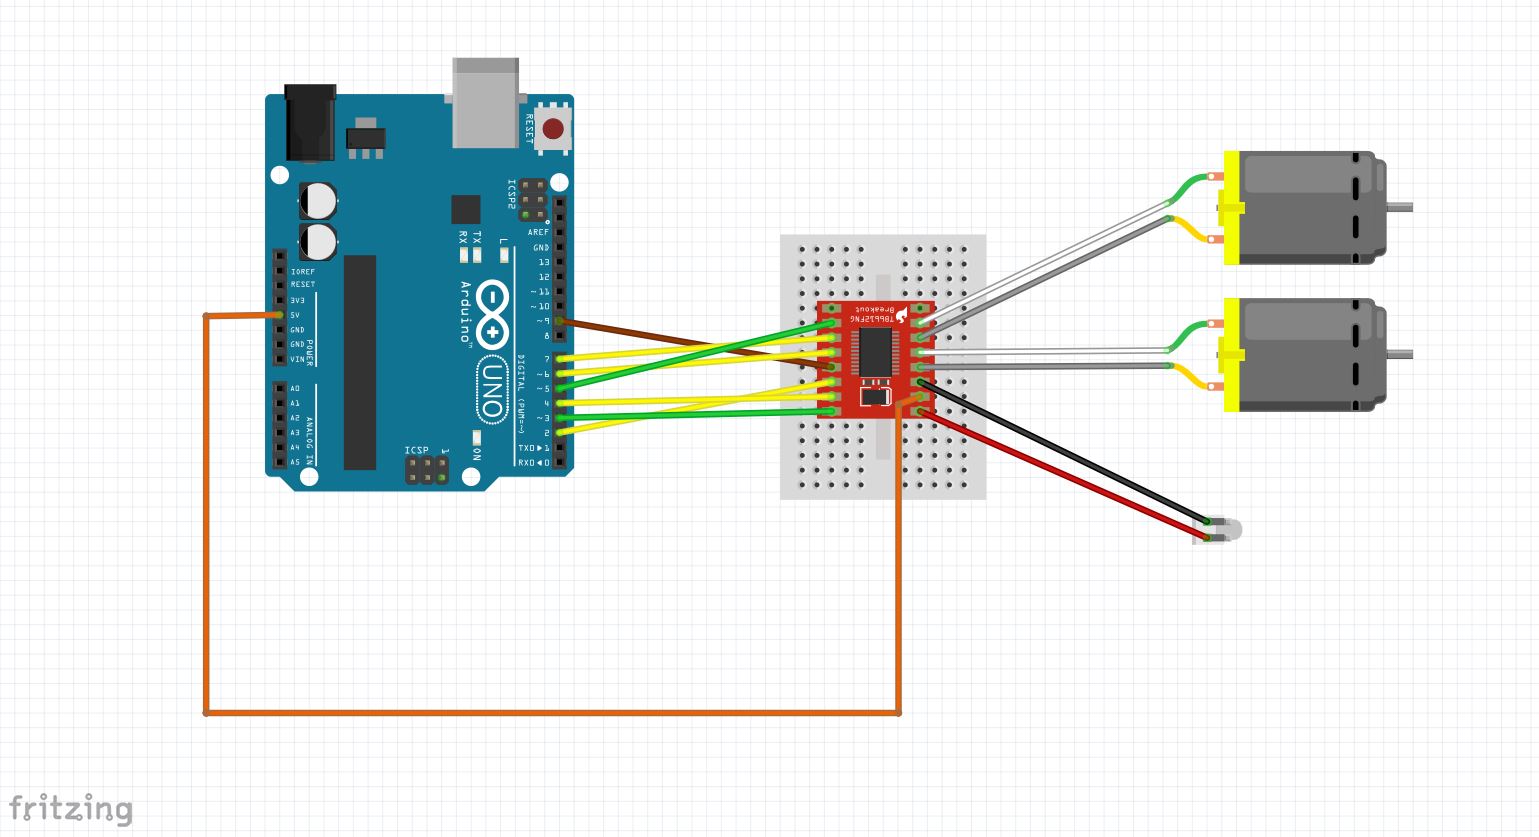 RESET
ICSP2
AREF
GND
13
12
~11
~10
~9
8
7
~6
~5
4
~3
2
TXD▶1
RXD◀0
RX
TX
L
Arduino™
UNO
DIGITAL (PWM=~)
IOREF
RESET
3V3
5V
GND
GND
VIN
POWER
A0
A1
A2
A3
A4
A5
ANALOG IN
ICSP
1
ON
TB6612FNG
Breakout
fritzing